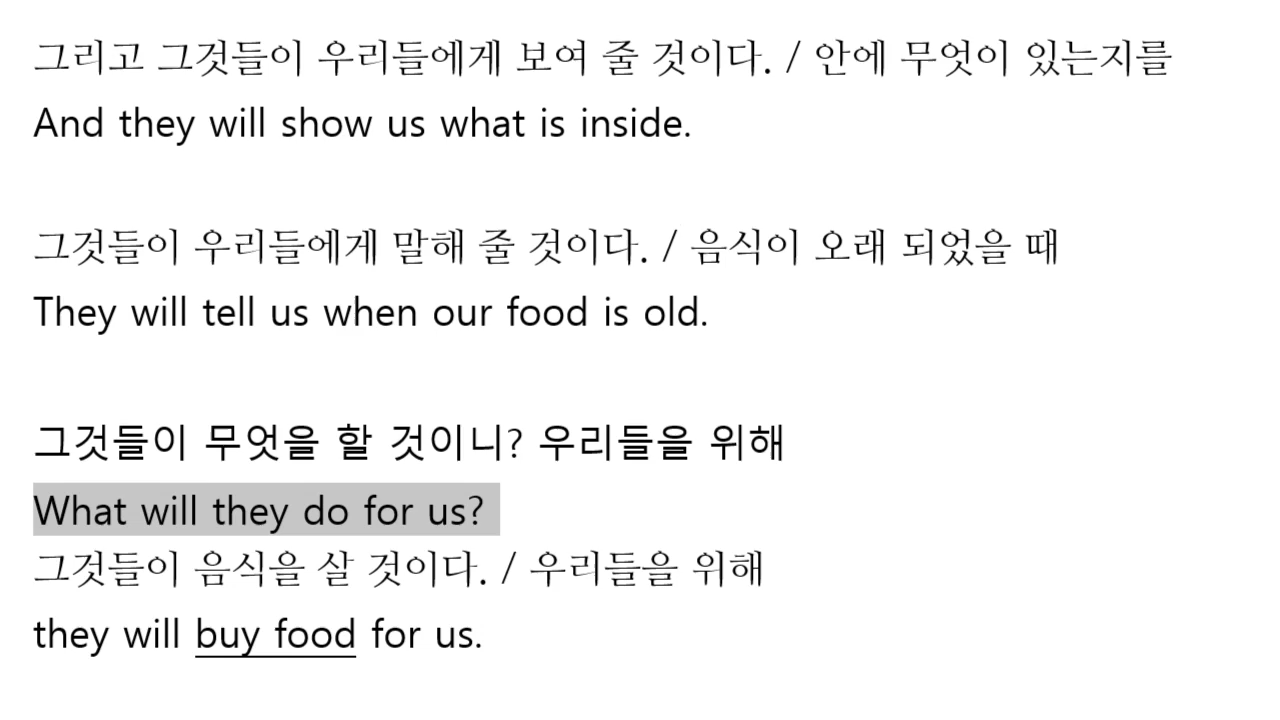 그리고 그것들이 우리들에게 보여 줄 것이다. / 안에 무엇이 있는지를
And they will show us what is inside.
그것들이 우리들에게 말해 줄 것이다. / 음식이 오래 되었을 때
They will tell us when our food is old.
그것들이 무엇을 할 것이니? 우리들을 위해
What will they do for us?
그것들이 음식을 살 것이다. / 우리들을 위해
they will buy food for us.